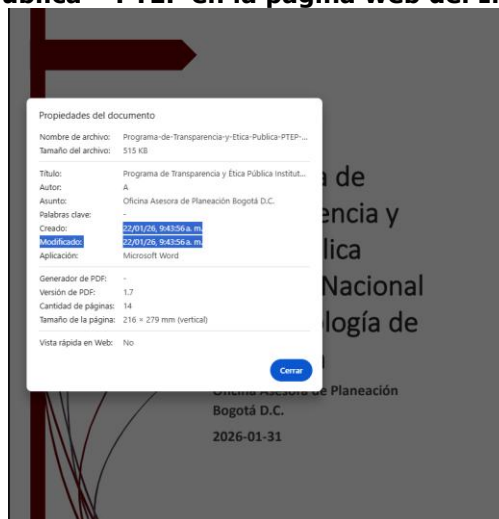 PTEP en la página web del
Propiedades del documento
Nombre de archivo: Programa-de-Transparencia-y-Etica-Publica-PTEP-...
Tamaño del archivo: 515 KB
Título: Programa de Transparencia y Ética Pública Institut...
Autor: A
Asunto: Oficina Asesora de Planeación Bogotá D.C.
Palabras clave: -
Creado: 22/01/26, 9:43:56 a. m.
Modificado: 22/01/26, 9:43:56 a. m.
Aplicación: Microsoft Word
Generador de PDF: -
Versión de PDF: 1.7
Cantidad de páginas: 14
Tamaño de la página: 216 × 279 mm (vertical)
Vista rápida en Web: No
Cerrar
a de
encia y
lica
Nacional
logía de
Oficina Asesora de Planeación
Bogotá D.C.
2026-01-31